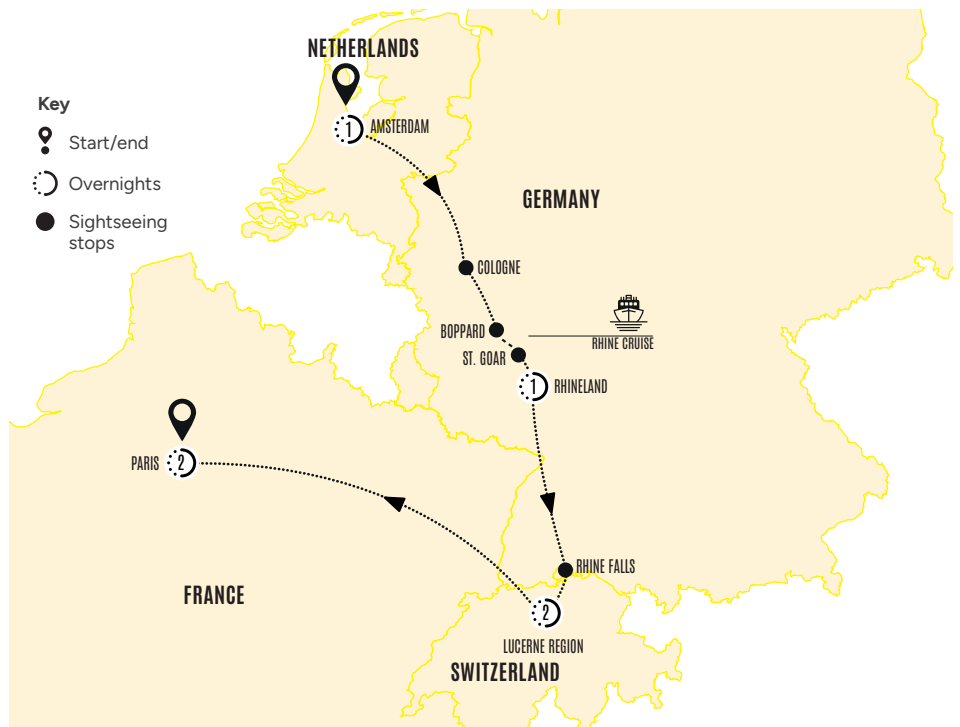 NETHERLANDS
Key
Start/end
1
AMSTERDAM
Overnights
GERMANY
Sightseeing
stops
COLOGNE
BOPPARD
RHINE CRUISE
ST. GOAR
1
RHINELAND
PARIS
2
RHINE FALLS
FRANCE
2
LUCERNE REGION
SWITZERLAND